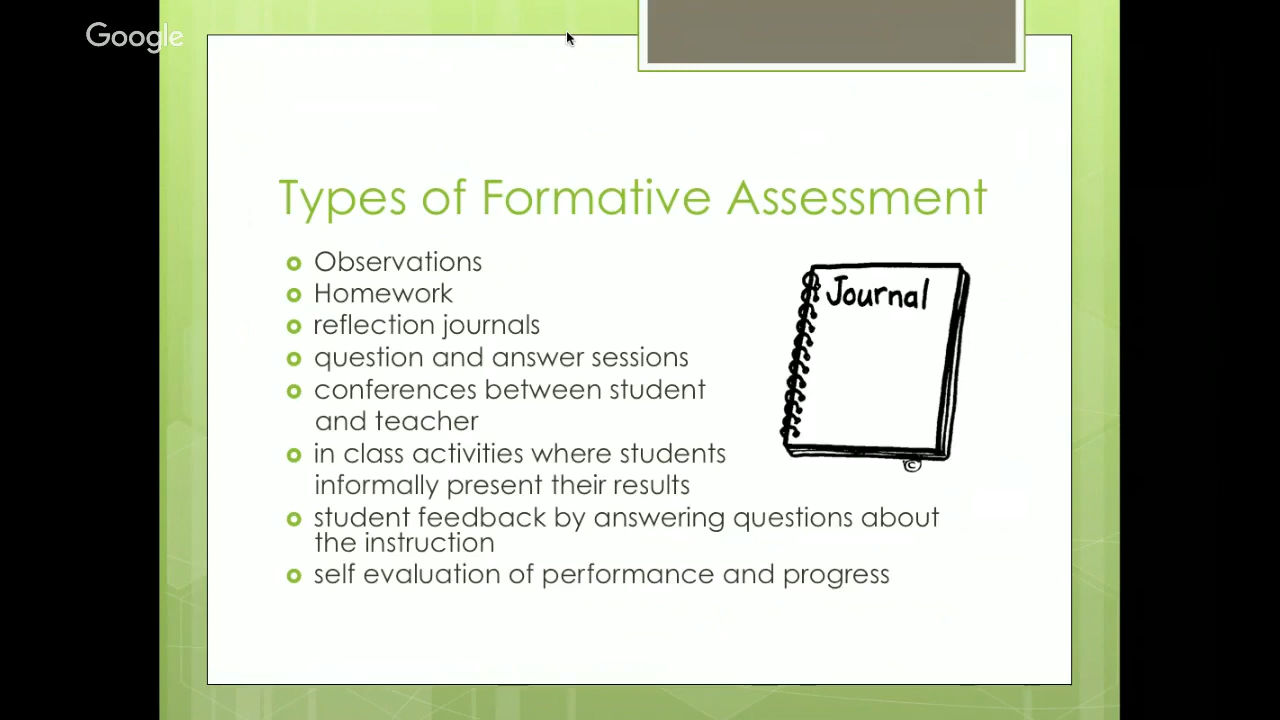 Google
Types of Formative Assessment
Observations
Homework
reflection journals
question and answer sessions
conferences between student
and teacher
in class activities where students
informally present their results
student feedback by answering questions about
the instruction
self evaluation of performance and progress
Journal
©